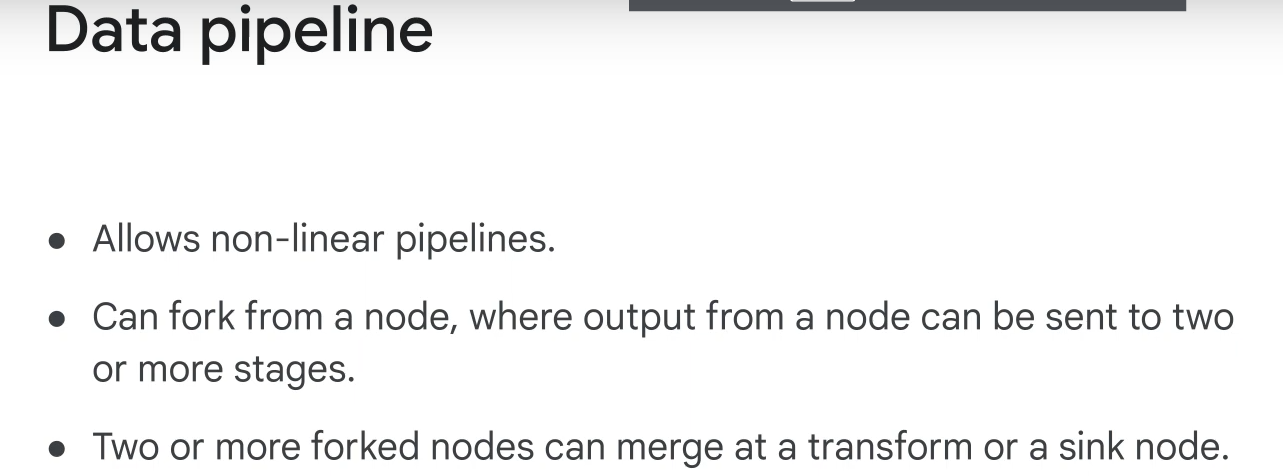 Data pipeline
● Allows non-linear pipelines.
● Can fork from a node, where output from a node can be sent to two
or more stages.
● Two or more forked nodes can merge at a transform or a sink node.